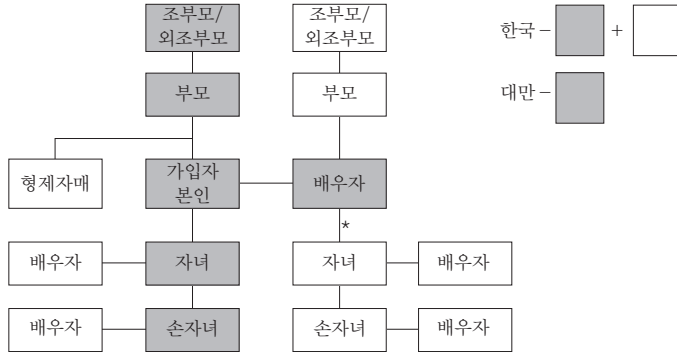 조부모/
외조부모
조부모/
외조부모
한국 –
+
부모
부모
대만 –
형제자매
가입자
본인
배우자
*
배우자
자녀
자녀
배우자
배우자
손자녀
손자녀
배우자